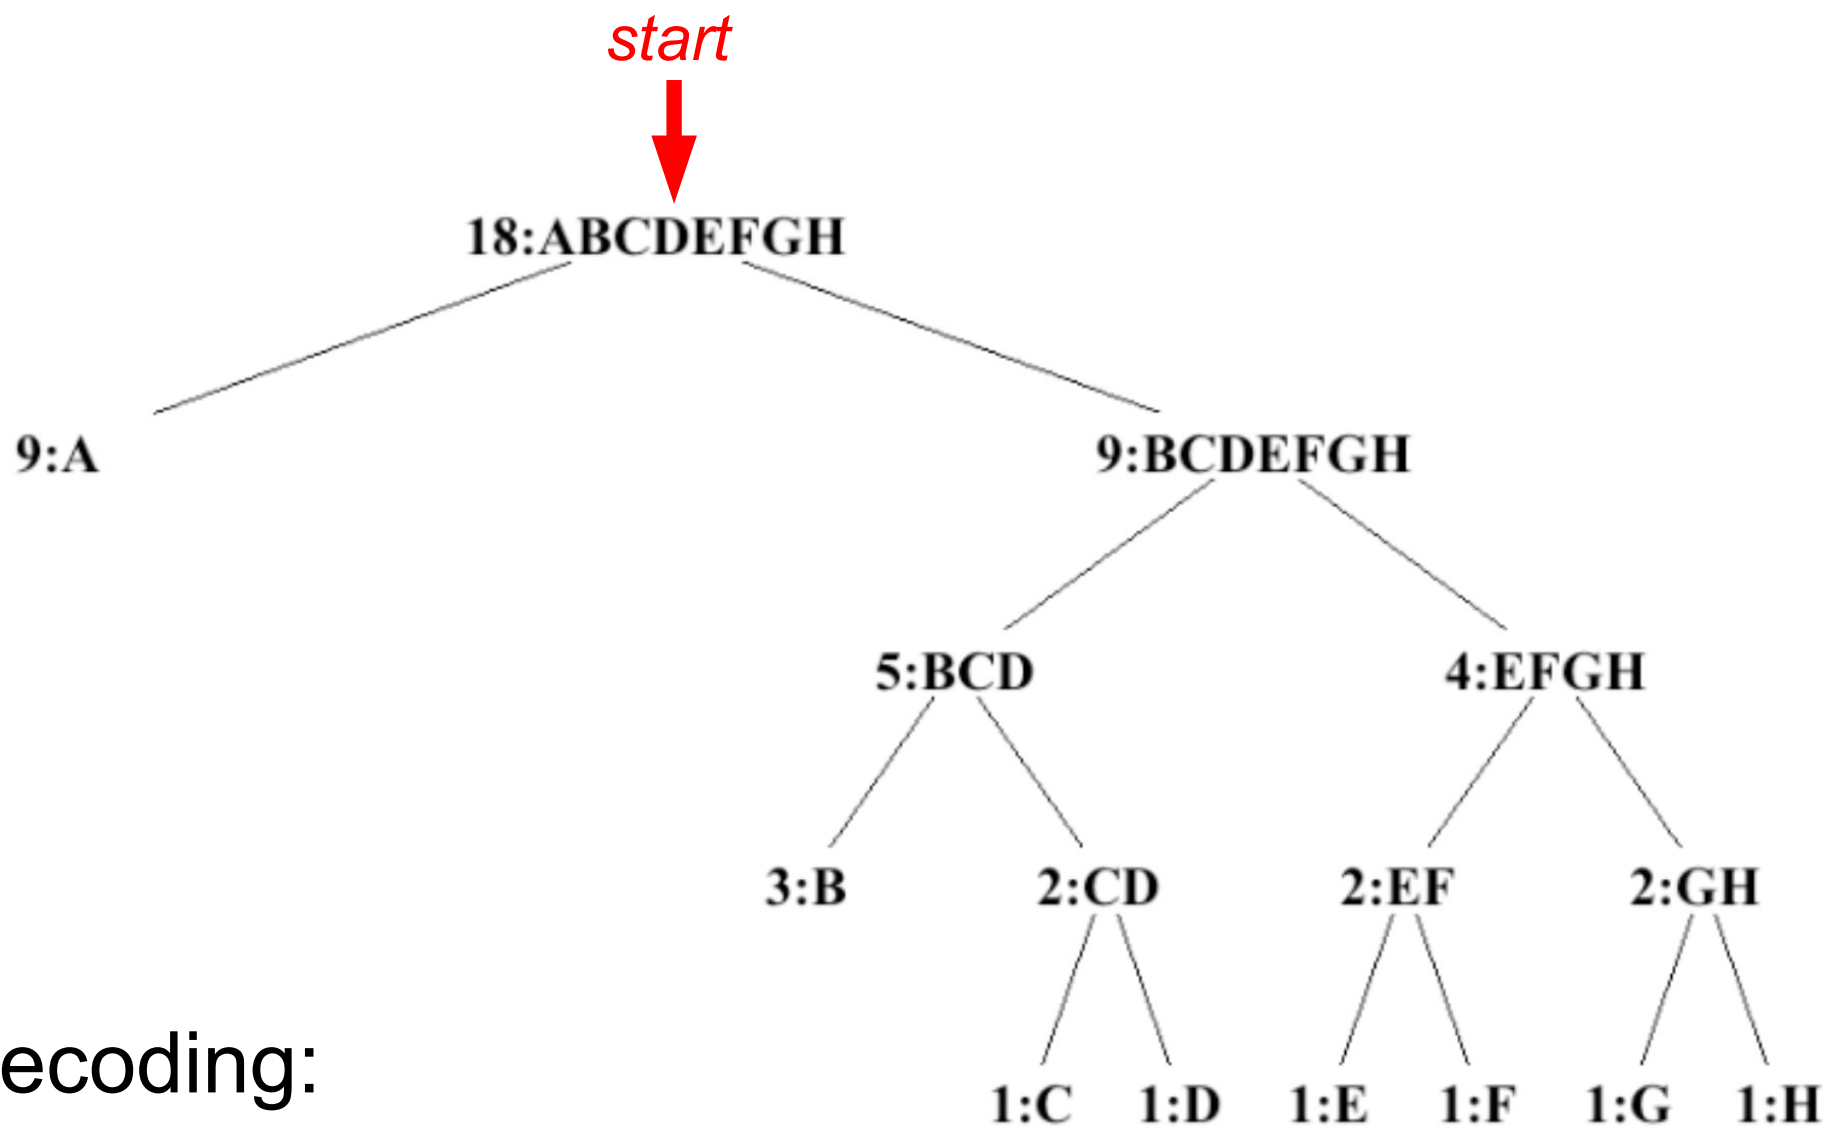 start
18:ABCDEFGH
9:A 9:BCDEFGH
5:BCD 4:EFGH
3:B 2:CD 2:EF 2:GH
ecoding:
1:C 1:D 1:E 1:F 1:G 1:H